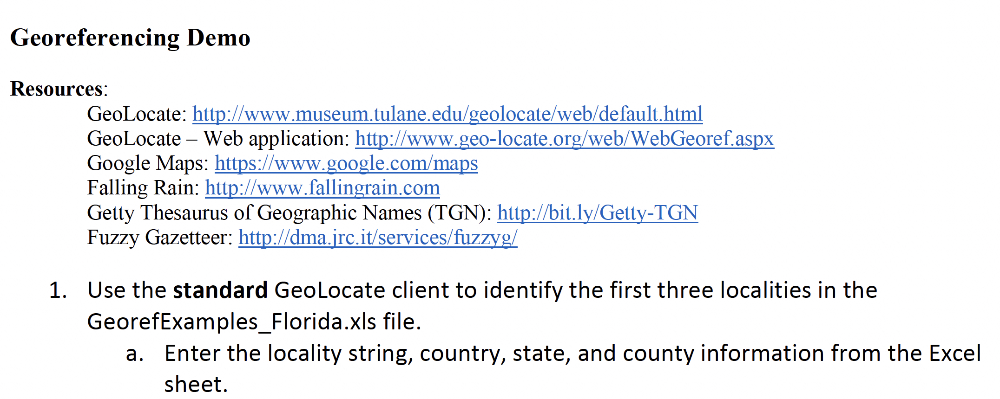 Georeferencing Demo
Resources:
GeoLocate: http://www.museum.tulane.edu/geolocate/web/default.html
GeoLocate – Web application: http://www.geo-locate.org/web/WebGeoref.aspx
Google Maps: https://www.google.com/maps
Falling Rain: http://www.fallingrain.com
Getty Thesaurus of Geographic Names (TGN): http://bit.ly/Getty-TGN
Fuzzy Gazetteer: http://dma.jrc.it/services/fuzzyg/
1. Use the standard GeoLocate client to identify the first three localities in the
GeorefExamples_Florida.xls file.
a. Enter the locality string, country, state, and county information from the Excel
sheet.